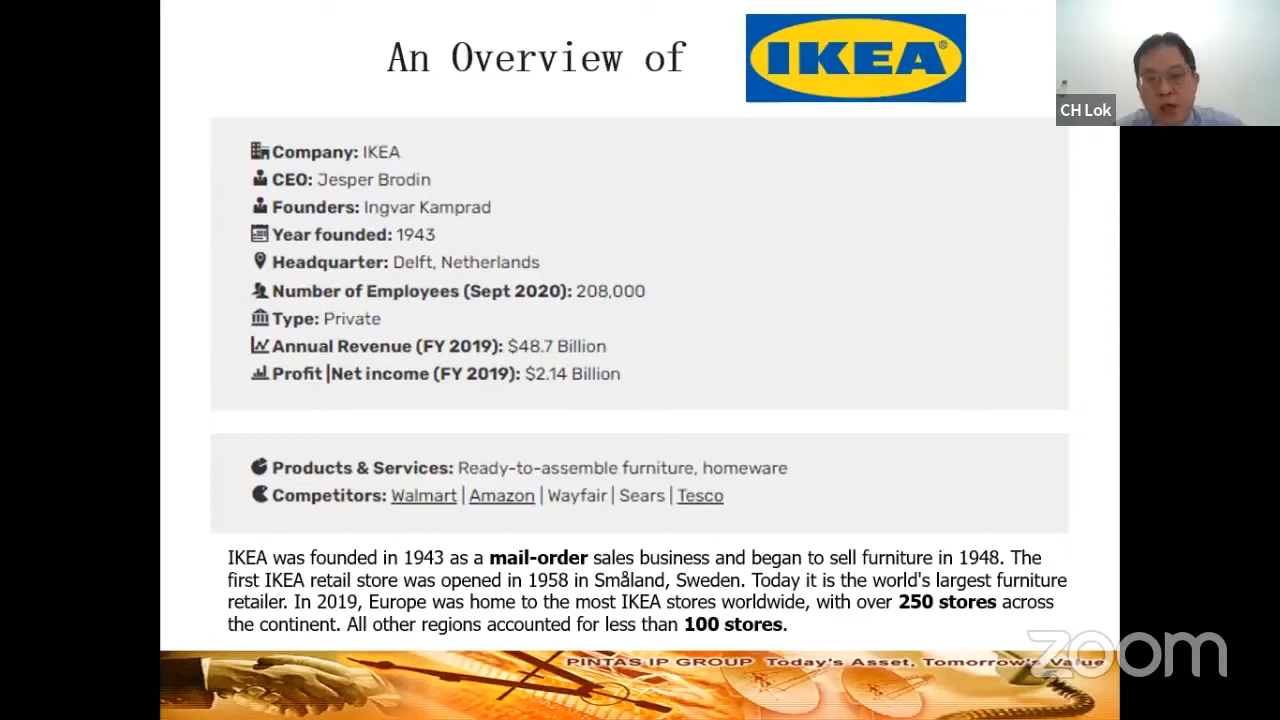 An Overview of
IKEA®
CH Lok
Company: IKEA
CEO: Jesper Brodin
Founders: Ingvar Kamprad
Year founded: 1943
Headquarter: Delft, Netherlands
Number of Employees (Sept 2020): 208,000
Type: Private
Annual Revenue (FY 2019): $48.7 Billion
Profit |Net income (FY 2019): $2.14 Billion
Products & Services: Ready-to-assemble furniture, homeware
Competitors: Walmart | Amazon | Wayfair | Sears | Tesco
IKEA was founded in 1943 as a mail-order sales business and began to sell furniture in 1948. The
first IKEA retail store was opened in 1958 in Småland, Sweden. Today it is the world's largest furniture
retailer. In 2019, Europe was home to the most IKEA stores worldwide, with over 250 stores across
the continent. All other regions accounted for less than 100 stores.
PINTAS IP GROUP Today's Asset, Tomorrow's Value
zoom